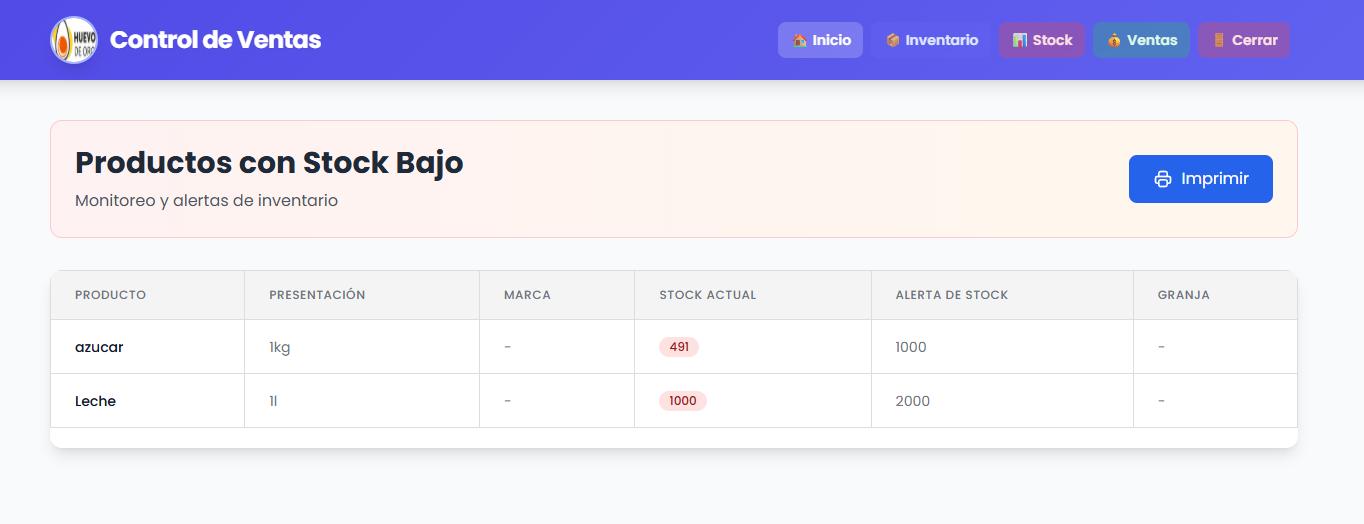 HUEVO
DE ORO
Control de Ventas
Inicio
Inventario
Stock
Ventas
Cerrar
Productos con Stock Bajo
Monitoreo y alertas de inventario
Imprimir
PRODUCTO PRESENTACIÓN MARCA STOCK ACTUAL ALERTA DE STOCK GRANJA
azucar 1kg - 491 1000 -
Leche 1l - 1000 2000 -